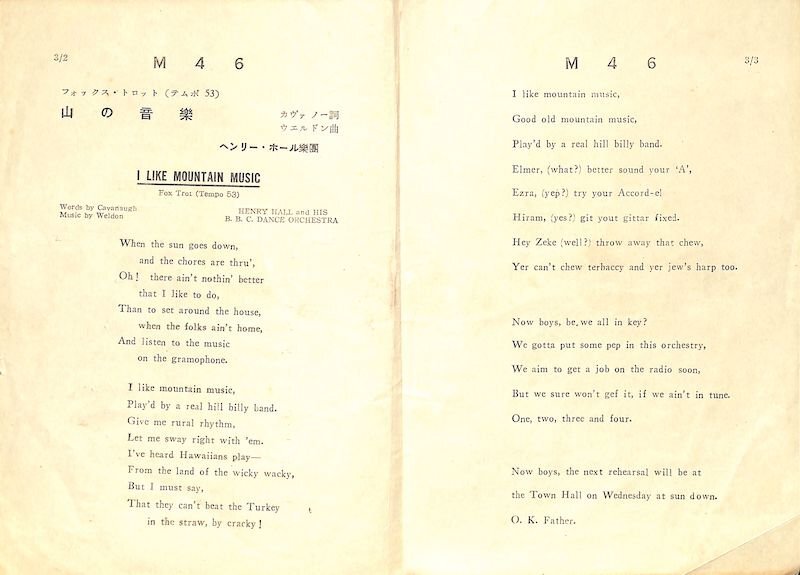 3/2
M 4 6
フォックス・トロット (テムポ 53)
山の音樂
カヴァノー詞
ウエルドン曲
ヘンリー・ホール樂團
I LIKE MOUNTAIN MUSIC
Fox Trot (Tempo 53)
Words by Cavanaugh
Music by Weldon
HENRY HALL and HIS
B. B. C. DANCE ORCHESTRA
When the sun goes down,
and the chores are thru',
Oh! there ain't nothin' better
that I like to do,
Than to set around the house,
when the folks ain't home,
And listen to the music
on the gramophone.
I like mountain music,
Play'd by a real hill billy band.
Give me rural rhythm,
Let me sway right with 'em.
I've heard Hawaiians play—
From the land of the wicky wacky,
But I must say,
That they can't beat the Turkey
in the straw, by cracky!
M 4 6
3/3
I like mountain music,
Good old mountain music,
Play'd by a real hill billy band.
Elmer, (what?) better sound your 'A',
Ezra, (yep?) try your Accord-el
Hiram, (yes?) git yout gittar fixed.
Hey Zeke (well?) throw away that chew,
Yer can't chew terbaccy and yer jew's harp too.
Now boys, be, we all in key?
We gotta put some pep in this orchestry,
We aim to get a job on the radio soon,
But we sure won't gef it, if we ain't in tune.
One, two, three and four.
Now boys, the next rehearsal will be at
the Town Hall on Wednesday at sun down.
O. K. Father.